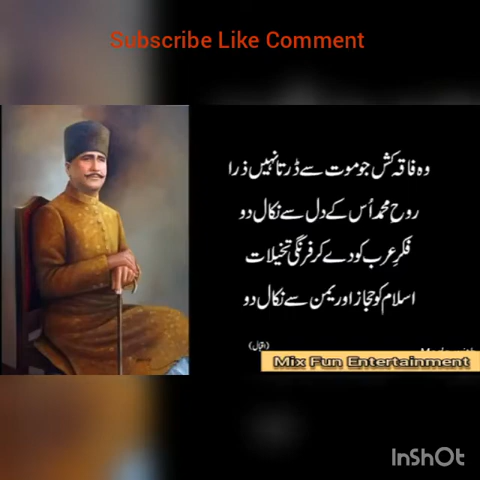 Subscribe Like Comment
وہ فاقہ کش جو موت سے ڈرتا نہیں ذرا
روحِ محمد اُس کے دل سے نکال دو
فکرِ عرب کو دے کر فرنگی تخیلات
اسلام کو حجاز اور یمن سے نکال دو
(اقبال)
Mix Fun Entertainment
InShOt